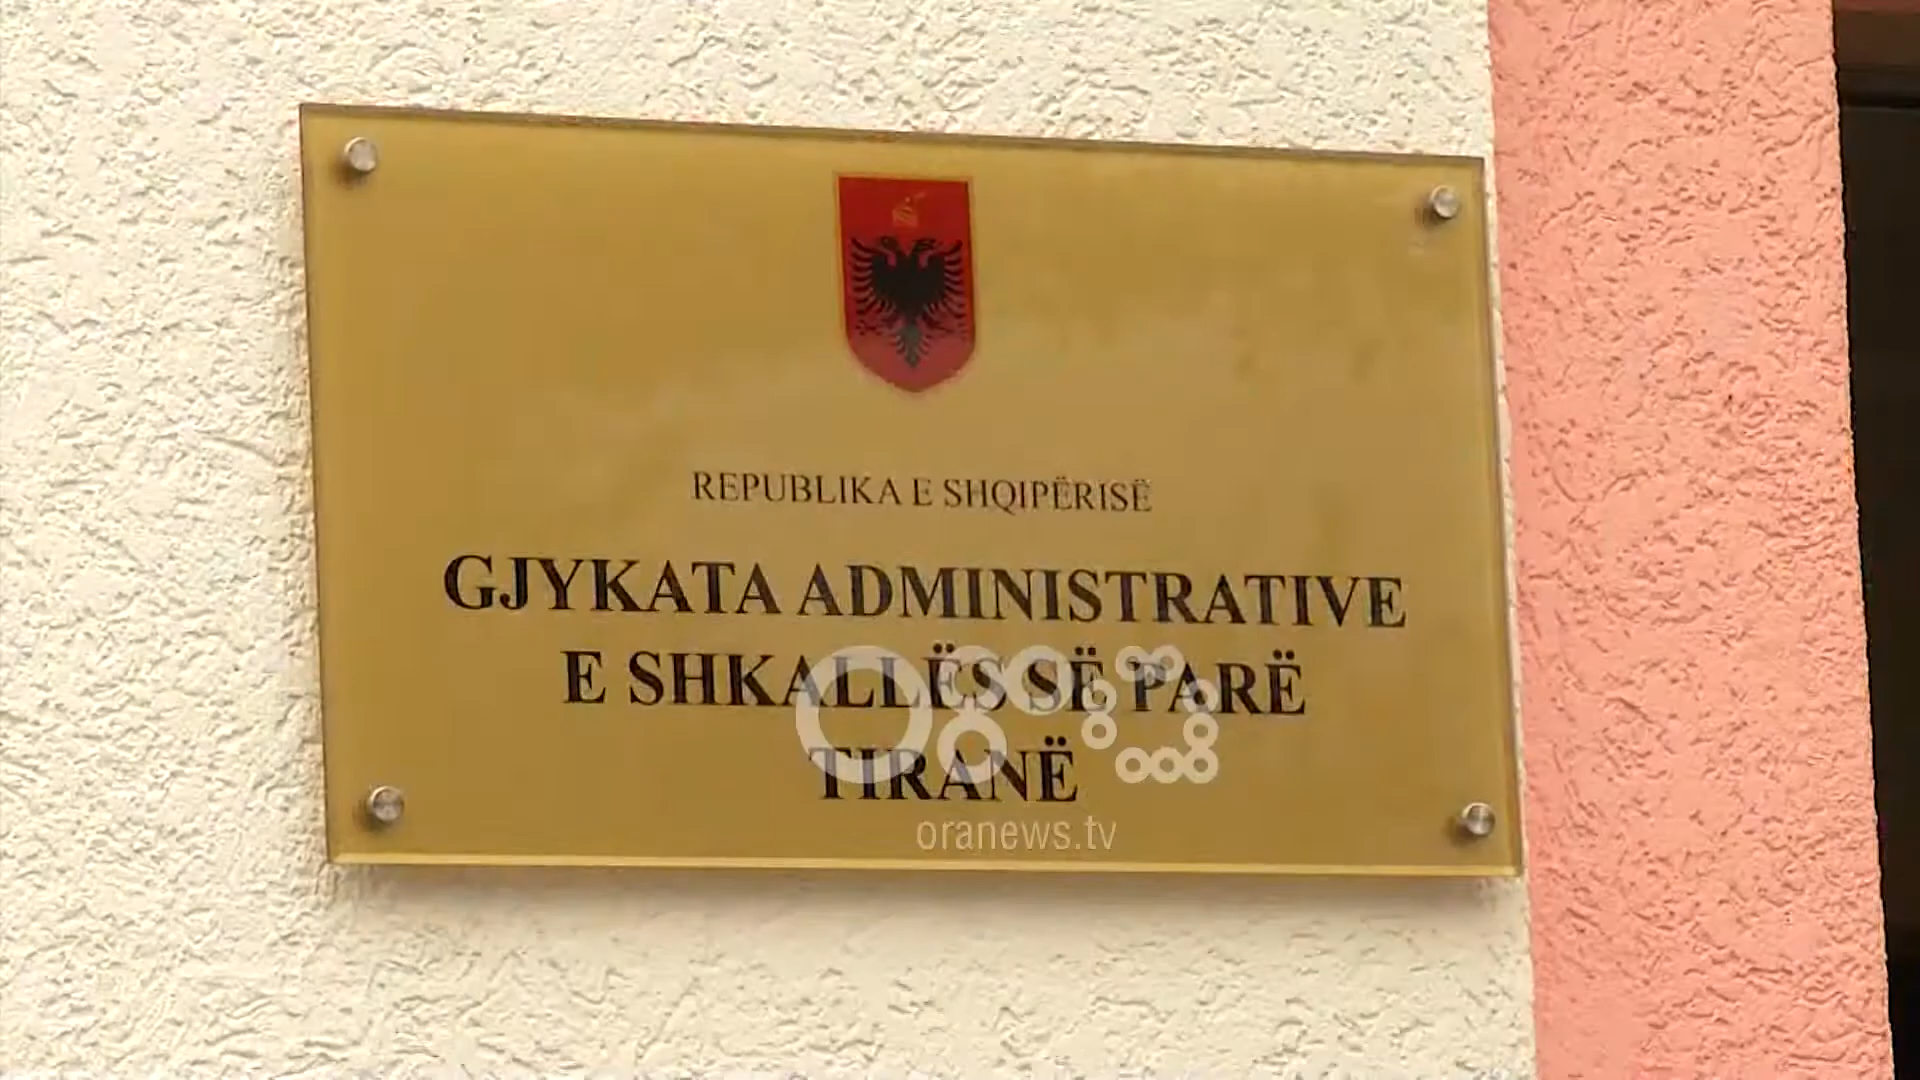 REPUBLIKA E SHQIPËRISË
GJYKATA ADMINISTRATIVE
E SHKALLËS SË PARË
TIRANË
oranews.tv